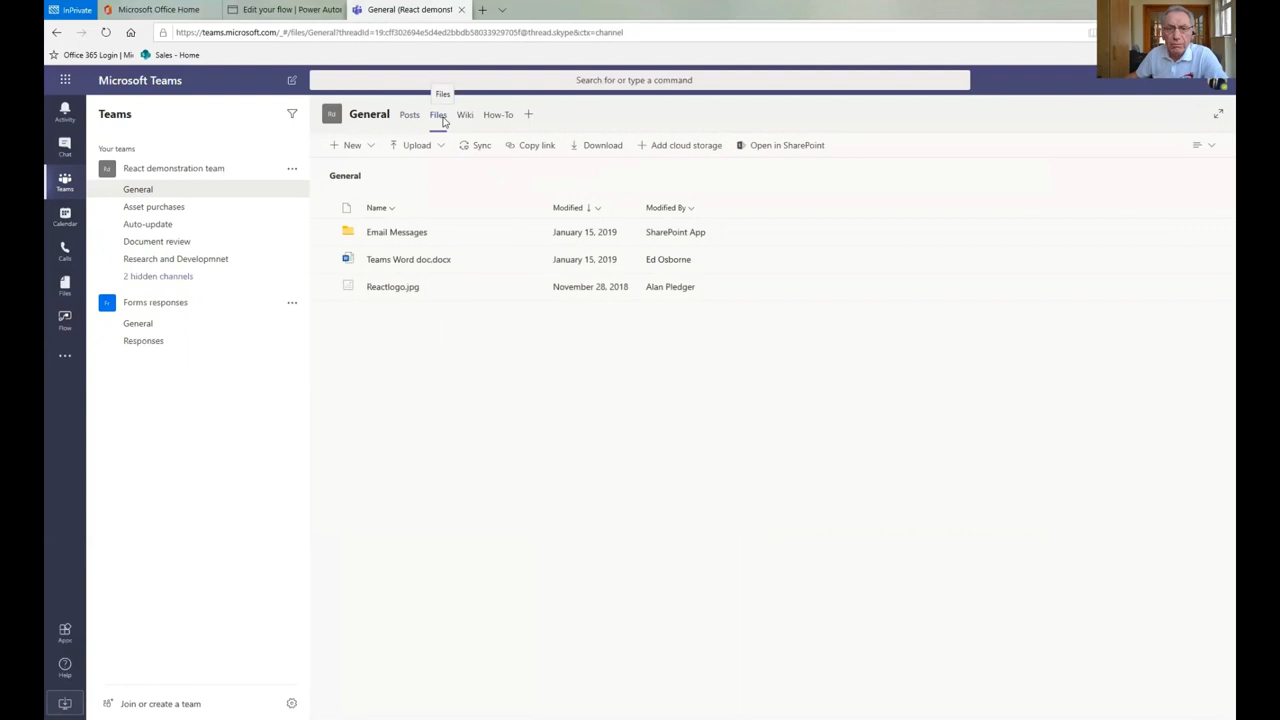 InPrivate
Microsoft Office Home
Edit your flow | Power Auto
General (React demonst
https://teams.microsoft.com/_#/files/General?threadId=19:cff302694e5d4ed2bbdb58033929705f@thread.skype&ctx=channel
Office 365 Login | Mi
Sales - Home
Microsoft Teams
Search for or type a command
Files
Activity
Chat
Teams
Calendar
Calls
Files
Flow
Apps
Help
Teams
Your teams
Rd React demonstration team
General
Asset purchases
Auto-update
Document review
Research and Developmnet
2 hidden channels
Forms responses
General
Responses
Join or create a team
Rd General Posts Files Wiki How-To
New Upload Sync Copy link Download Add cloud storage Open in SharePoint
General
Name Modified Modified By
Email Messages January 15, 2019 SharePoint App
Teams Word doc.docx January 15, 2019 Ed Osborne
Reactlogo.jpg November 28, 2018 Alan Pledger